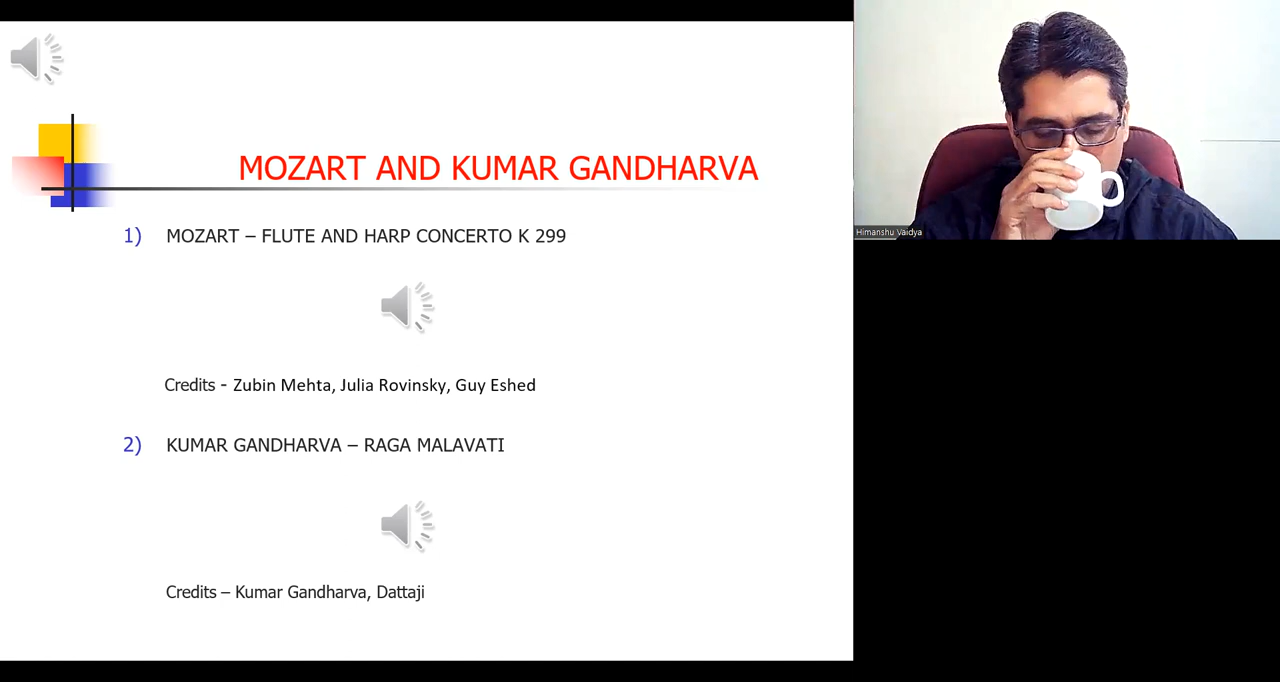 MOZART AND KUMAR GANDHARVA
1) MOZART – FLUTE AND HARP CONCERTO K 299
Credits - Zubin Mehta, Julia Rovinsky, Guy Eshed
2) KUMAR GANDHARVA – RAGA MALAVATI
Credits – Kumar Gandharva, Dattaji
Himanshu Vaidya